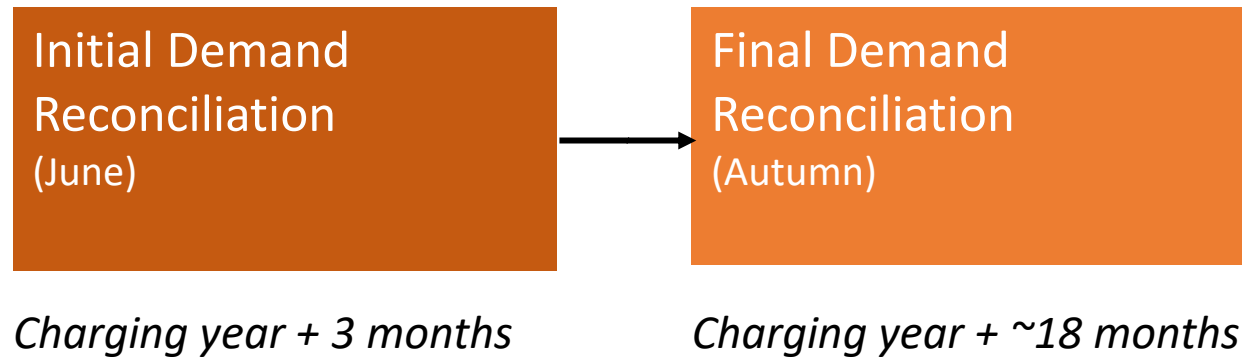 Initial Demand
Reconciliation
(June)
Final Demand
Reconciliation
(Autumn)
Charging year + 3 months
Charging year + ~18 months